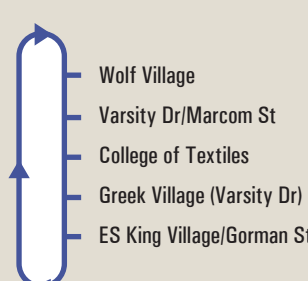 Wolf Village
Varsity Dr/Marcom St
College of Textiles
Greek Village (Varsity Dr)
ES King Village/Gorman St